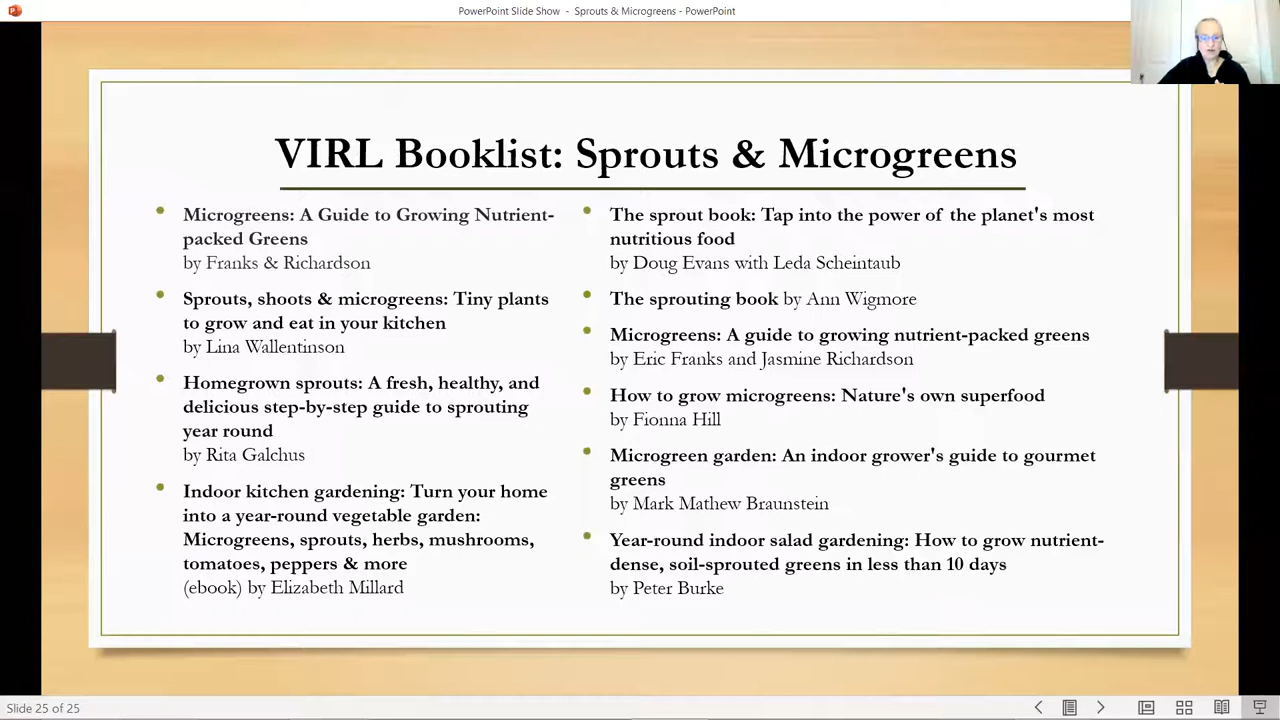 PowerPoint Slide Show - Sprouts & Microgreens - PowerPoint
VIRL Booklist: Sprouts & Microgreens
Microgreens: A Guide to Growing Nutrient-
packed Greens
by Franks & Richardson
Sprouts, shoots & microgreens: Tiny plants
to grow and eat in your kitchen
by Lina Wallentinson
Homegrown sprouts: A fresh, healthy, and
delicious step-by-step guide to sprouting
year round
by Rita Galchus
Indoor kitchen gardening: Turn your home
into a year-round vegetable garden:
Microgreens, sprouts, herbs, mushrooms,
tomatoes, peppers & more
(ebook) by Elizabeth Millard
The sprout book: Tap into the power of the planet's most
nutritious food
by Doug Evans with Leda Scheintaub
The sprouting book by Ann Wigmore
Microgreens: A guide to growing nutrient-packed greens
by Eric Franks and Jasmine Richardson
How to grow microgreens: Nature's own superfood
by Fionna Hill
Microgreen garden: An indoor grower's guide to gourmet
greens
by Mark Mathew Braunstein
Year-round indoor salad gardening: How to grow nutrient-
dense, soil-sprouted greens in less than 10 days
by Peter Burke
Slide 25 of 25